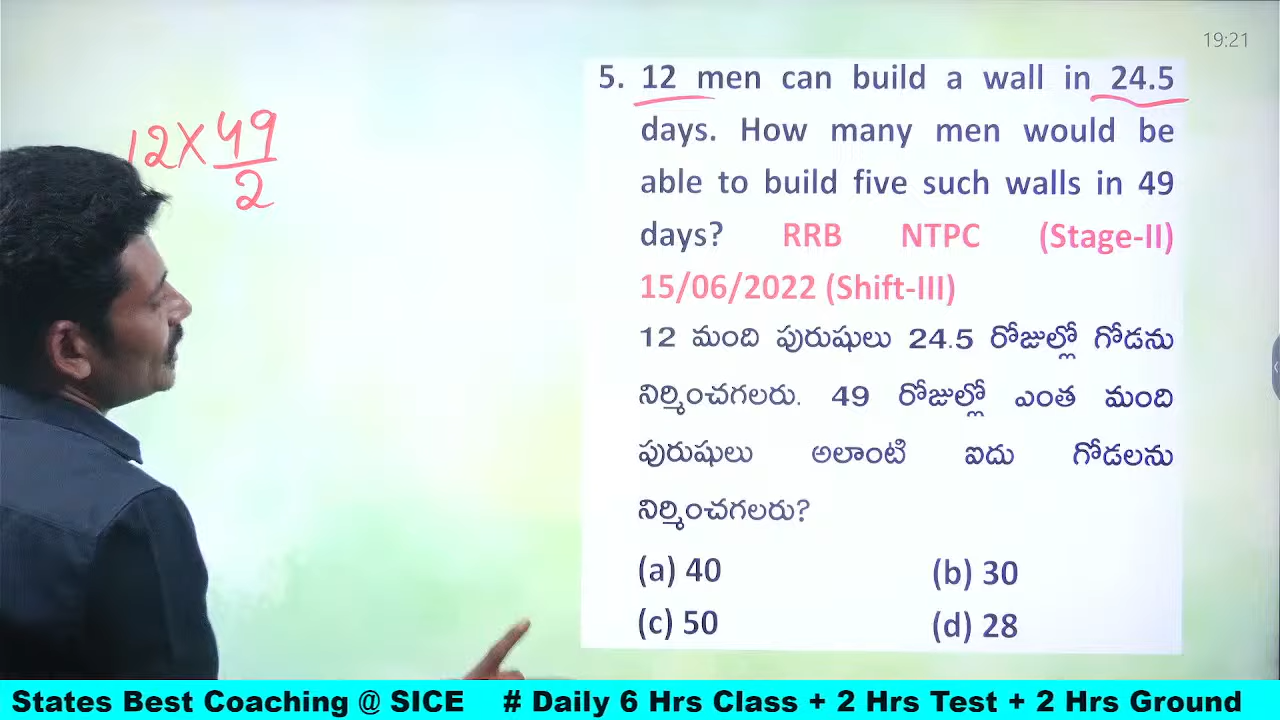 19:21
12 X 49
2
5. 12 men can build a wall in 24.5
days. How many men would be
able to build five such walls in 49
days? RRB NTPC (Stage-II)
15/06/2022 (Shift-III)
12 మంది పురుషులు 24.5 రోజుల్లో గోడను
నిర్మించగలరు. 49 రోజుల్లో ఎంత మంది
పురుషులు అలాంటి ఐదు గోడలను
నిర్మించగలరు?
(a) 40 (b) 30
(c) 50 (d) 28
States Best Coaching @ SICE # Daily 6 Hrs Class + 2 Hrs Test + 2 Hrs Ground